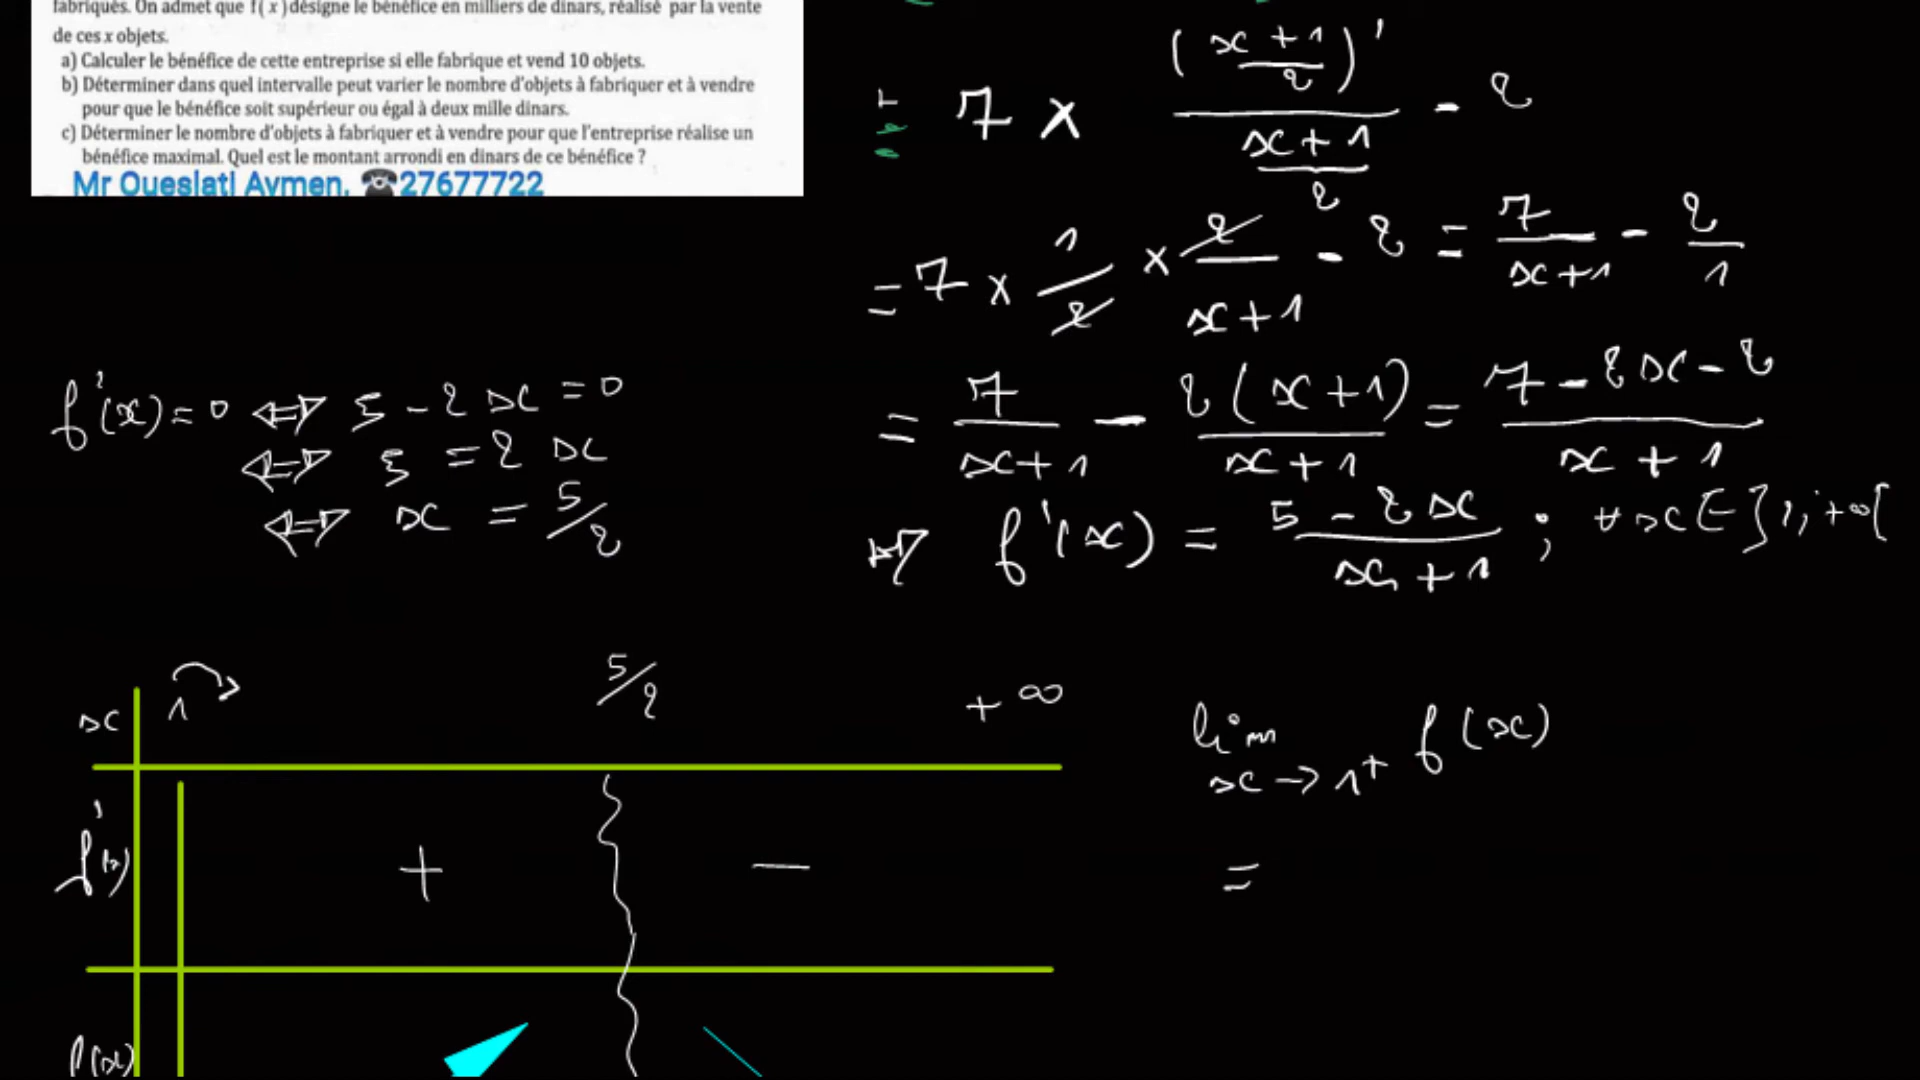 fabriqués. On admet que f(x) désigne le bénéfice en milliers de dinars, réalisé par la vente
de ces x objets.
a) Calculer le bénéfice de cette entreprise si elle fabrique et vend 10 objets.
b) Déterminer dans quel intervalle peut varier le nombre d'objets à fabriquer et à vendre
pour que le bénéfice soit supérieur ou égal à deux mille dinars.
c) Déterminer le nombre d'objets à fabriquer et à vendre pour que l'entreprise réalise un
bénéfice maximal. Quel est le montant arrondi en dinars de ce bénéfice ?
Mr Oueslati Aymen. ☎27677722
7 × ((x+1)/2)' / ((x+1)/2) - 2
= 7 × 1/2 × 2/(x+1) - 2 = 7/(x+1) - 2/1
= 7/(x+1) - 2(x+1)/(x+1) = (7-2x-2)/(x+1)
⇒ f'(x) = (5-2x)/(x+1) ; ∀x∈]1;+∞[
f'(x)=0 ⇔ 5-2x=0
⇔ 5 = 2x
⇔ x = 5/2
x 1 5/2 +∞
f'(x) + -
f(x)
lim x→1+ f(x)
=